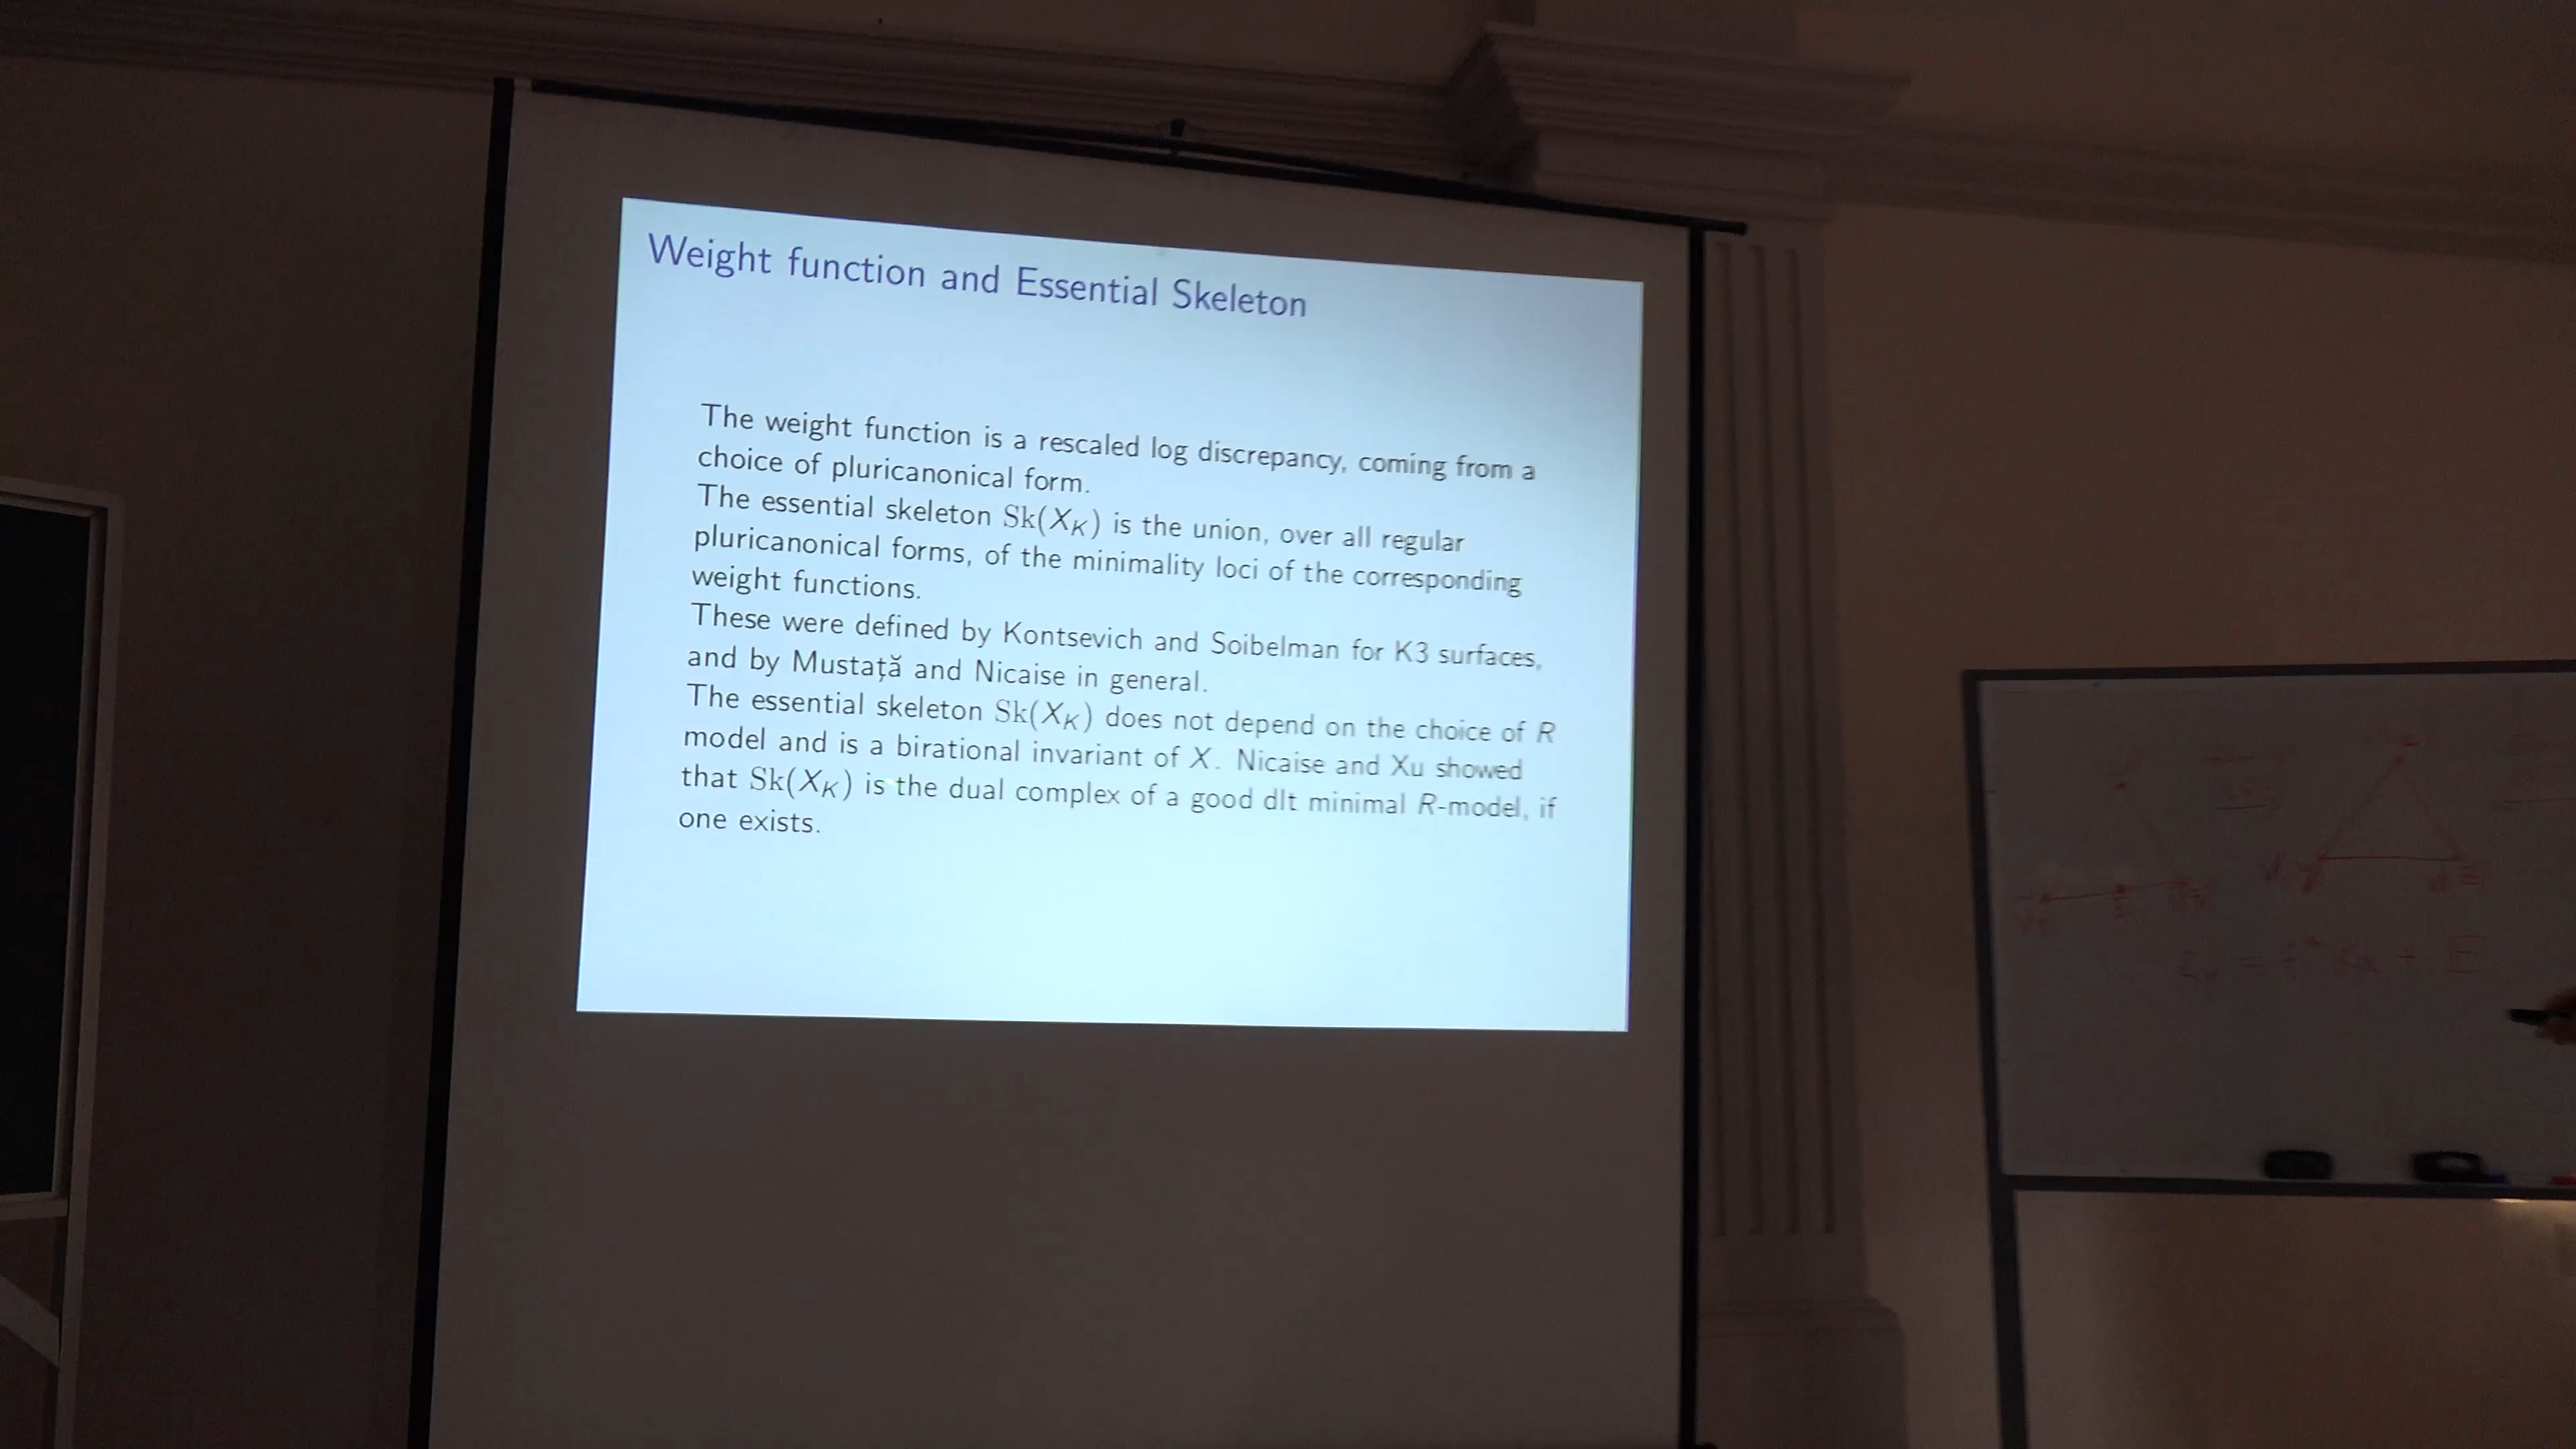 Weight function and Essential Skeleton
The weight function is a rescaled log discrepancy, coming from a
choice of pluricanonical form.
The essential skeleton Sk(X_K) is the union, over all regular
pluricanonical forms, of the minimality loci of the corresponding
weight functions.
These were defined by Kontsevich and Soibelman for K3 surfaces,
and by Mustaţă and Nicaise in general.
The essential skeleton Sk(X_K) does not depend on the choice of R
model and is a birational invariant of X. Nicaise and Xu showed
that Sk(X_K) is the dual complex of a good dlt minimal R-model, if
one exists.